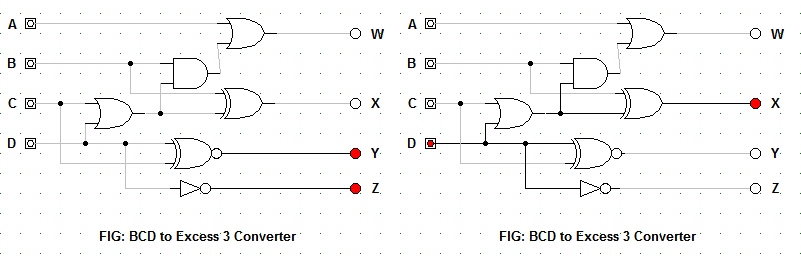 A W A W
B B
C X C X
D Y D Y
Z Z
FIG: BCD to Excess 3 Converter FIG: BCD to Excess 3 Converter